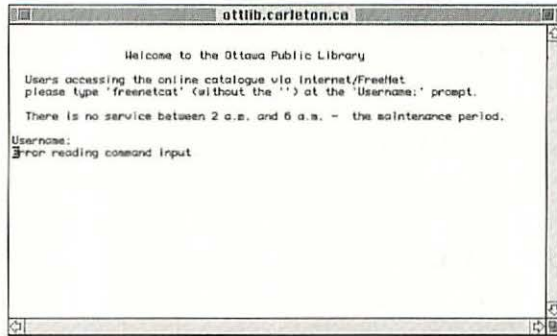 ottlib.carleton.ca
Welcome to the Ottawa Public Library
Users accessing the online catalogue via Internet/FreeNet
please type 'freenetcat' (without the '') at the 'Username:' prompt.
There is no service between 2 a.m. and 6 a.m. - the maintenance period.
Username:
Error reading command input